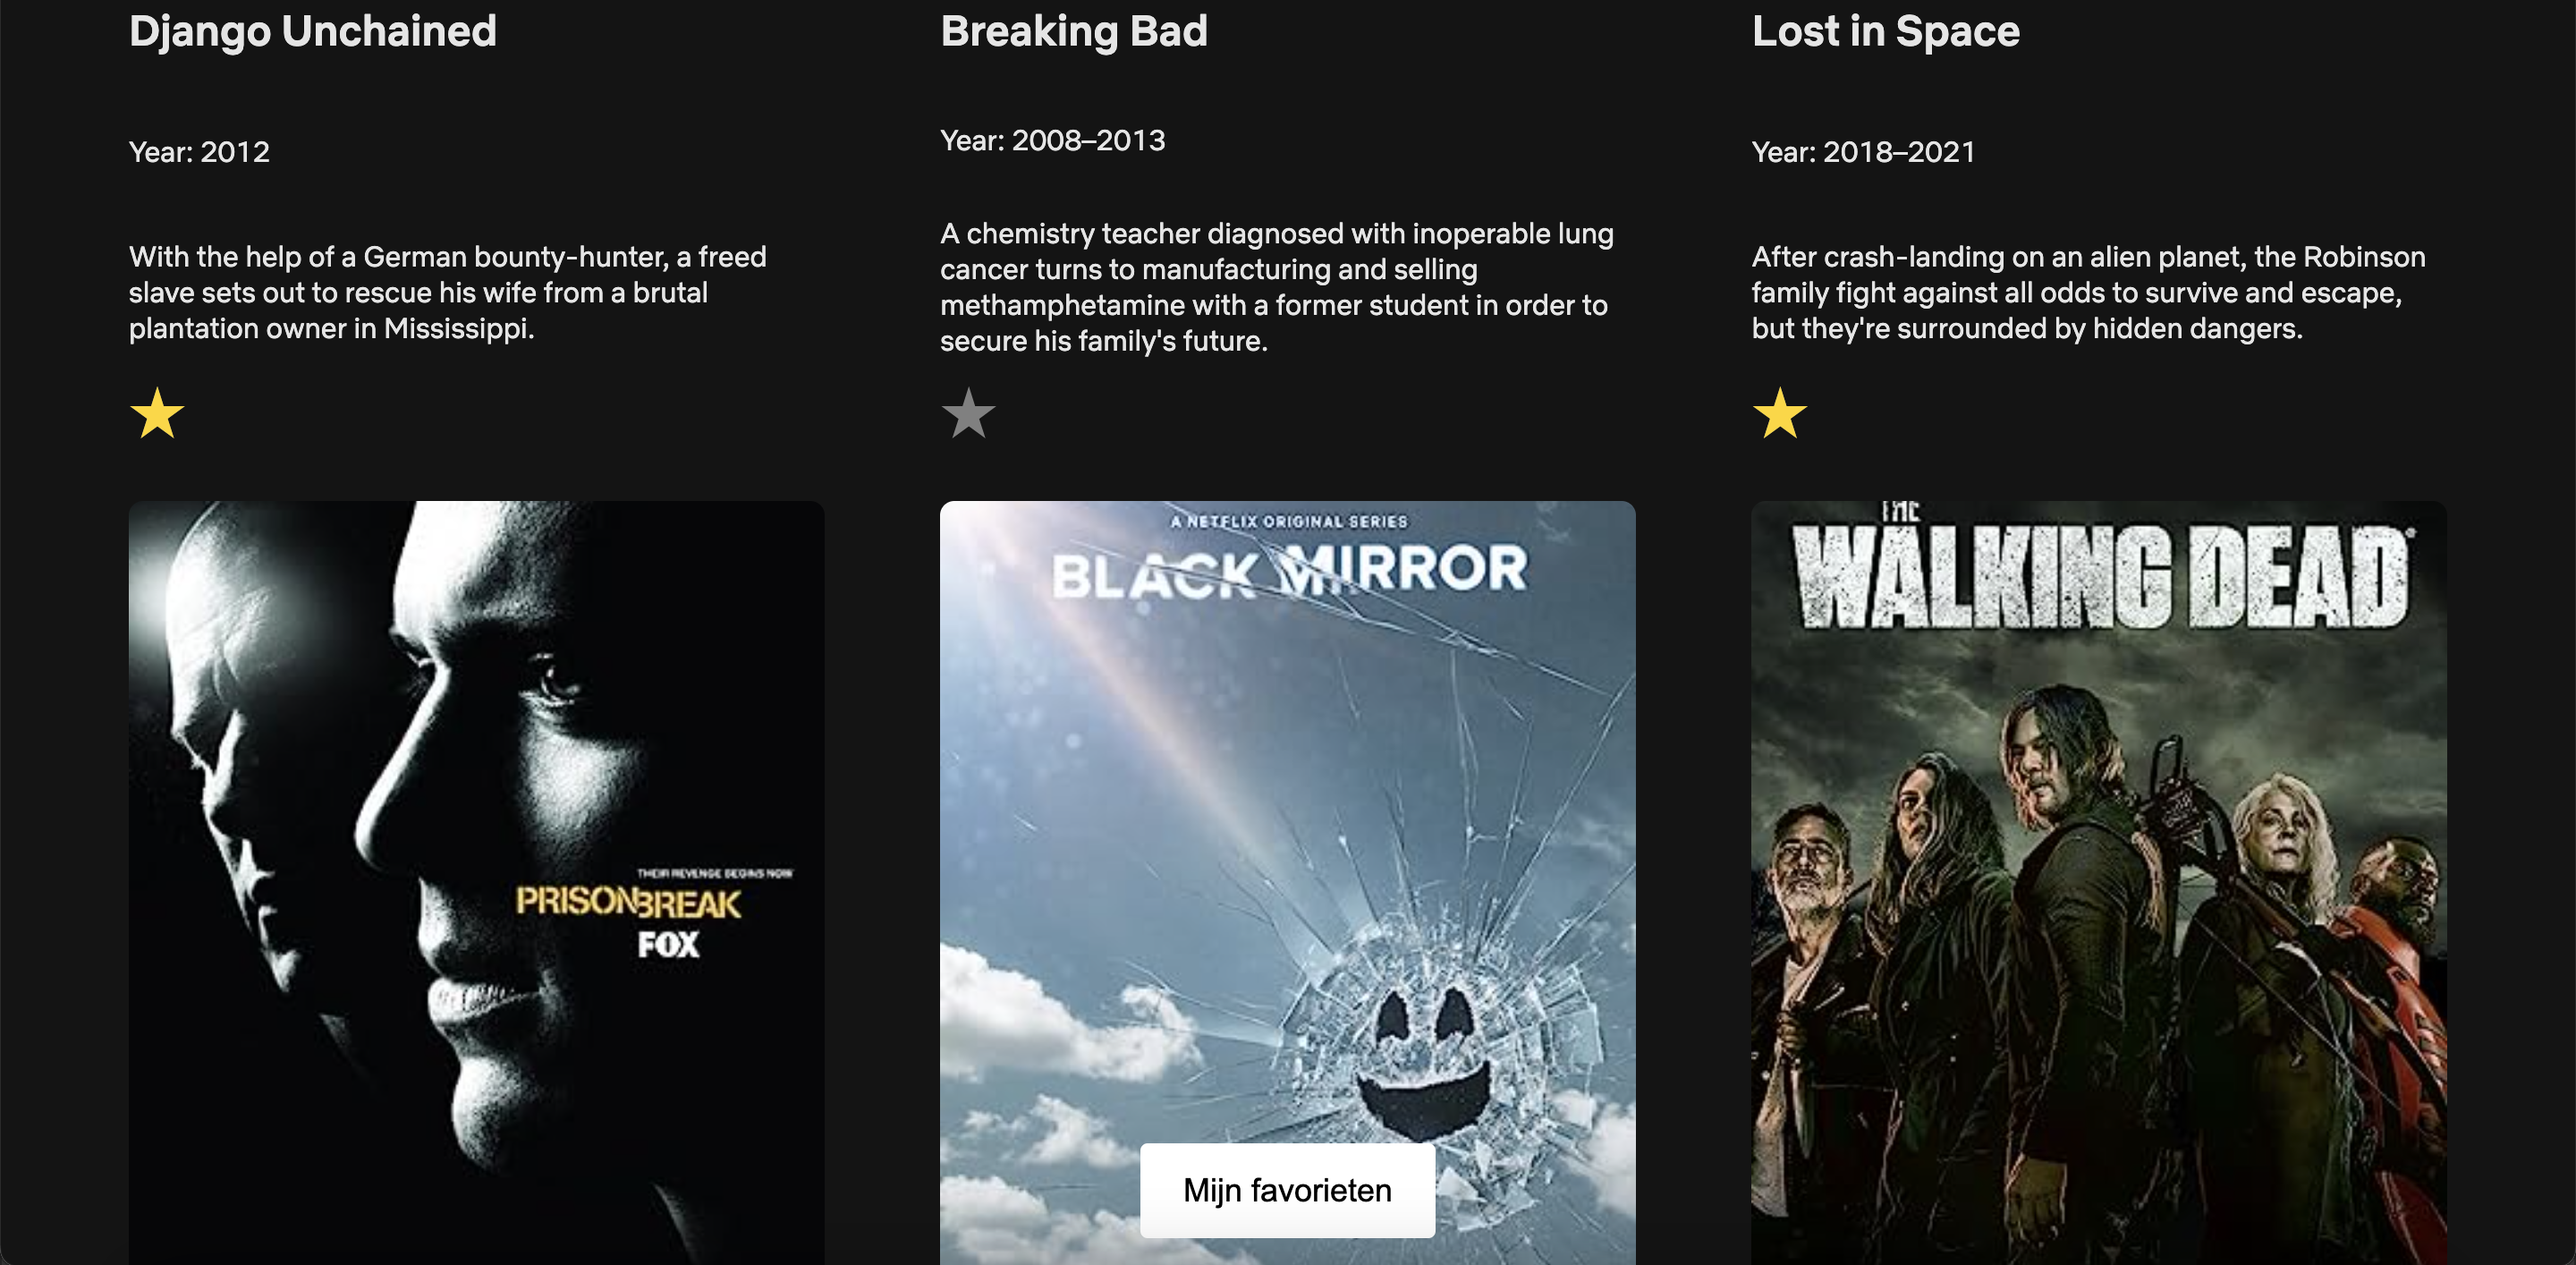 Django Unchained
Year: 2012
With the help of a German bounty-hunter, a freed
slave sets out to rescue his wife from a brutal
plantation owner in Mississippi.
Breaking Bad
Year: 2008–2013
A chemistry teacher diagnosed with inoperable lung
cancer turns to manufacturing and selling
methamphetamine with a former student in order to
secure his family's future.
Lost in Space
Year: 2018–2021
After crash-landing on an alien planet, the Robinson
family fight against all odds to survive and escape,
but they're surrounded by hidden dangers.
THEIR REVENGE BEGINS NOW
PRISON BREAK
FOX
A NETFLIX ORIGINAL SERIES
BLACK MIRROR
Mijn favorieten
THE
WALKING DEAD